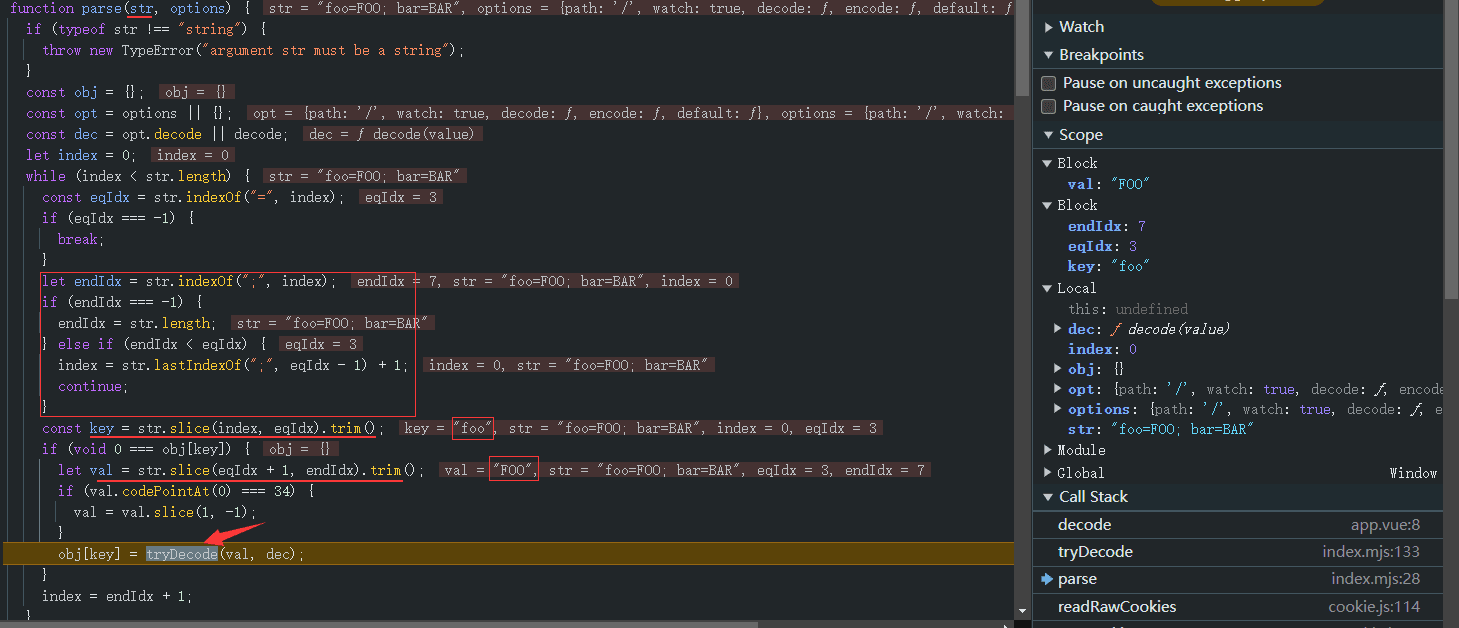 function parse(str, options) { str = "foo=FOO; bar=BAR", options = {path: '/', watch: true, decode: ƒ, encode: ƒ, default: ƒ
if (typeof str !== "string") {
throw new TypeError("argument str must be a string");
}
const obj = {}; obj = {}
const opt = options || {}; opt = {path: '/', watch: true, decode: ƒ, encode: ƒ, default: ƒ}, options = {path: '/', watch:
const dec = opt.decode || decode; dec = ƒ decode(value)
let index = 0; index = 0
while (index < str.length) { str = "foo=FOO; bar=BAR"
const eqIdx = str.indexOf("=", index); eqIdx = 3
if (eqIdx === -1) {
break;
}
let endIdx = str.indexOf(";", index); endIdx = 7, str = "foo=FOO; bar=BAR", index = 0
if (endIdx === -1) {
endIdx = str.length; str = "foo=FOO; bar=BAR"
} else if (endIdx < eqIdx) { eqIdx = 3
index = str.lastIndexOf(";", eqIdx - 1) + 1; index = 0, str = "foo=FOO; bar=BAR"
continue;
}
const key = str.slice(index, eqIdx).trim(); key = "foo", str = "foo=FOO; bar=BAR", index = 0, eqIdx = 3
if (void 0 === obj[key]) { obj = {}
let val = str.slice(eqIdx + 1, endIdx).trim(); val = "FOO", str = "foo=FOO; bar=BAR", eqIdx = 3, endIdx = 7
if (val.codePointAt(0) === 34) {
val = val.slice(1, -1);
}
obj[key] = tryDecode(val, dec);
}
index = endIdx + 1;
}
Watch
Breakpoints
Pause on uncaught exceptions
Pause on caught exceptions
Scope
Block
val: "FOO"
Block
endIdx: 7
eqIdx: 3
key: "foo"
Local
this: undefined
dec: ƒ decode(value)
index: 0
obj: {}
opt: {path: '/', watch: true, decode: ƒ, encode
options: {path: '/', watch: true, decode: ƒ, e
str: "foo=FOO; bar=BAR"
Module
Global Window
Call Stack
decode app.vue:8
tryDecode index.mjs:133
parse index.mjs:28
readRawCookies cookie.js:114